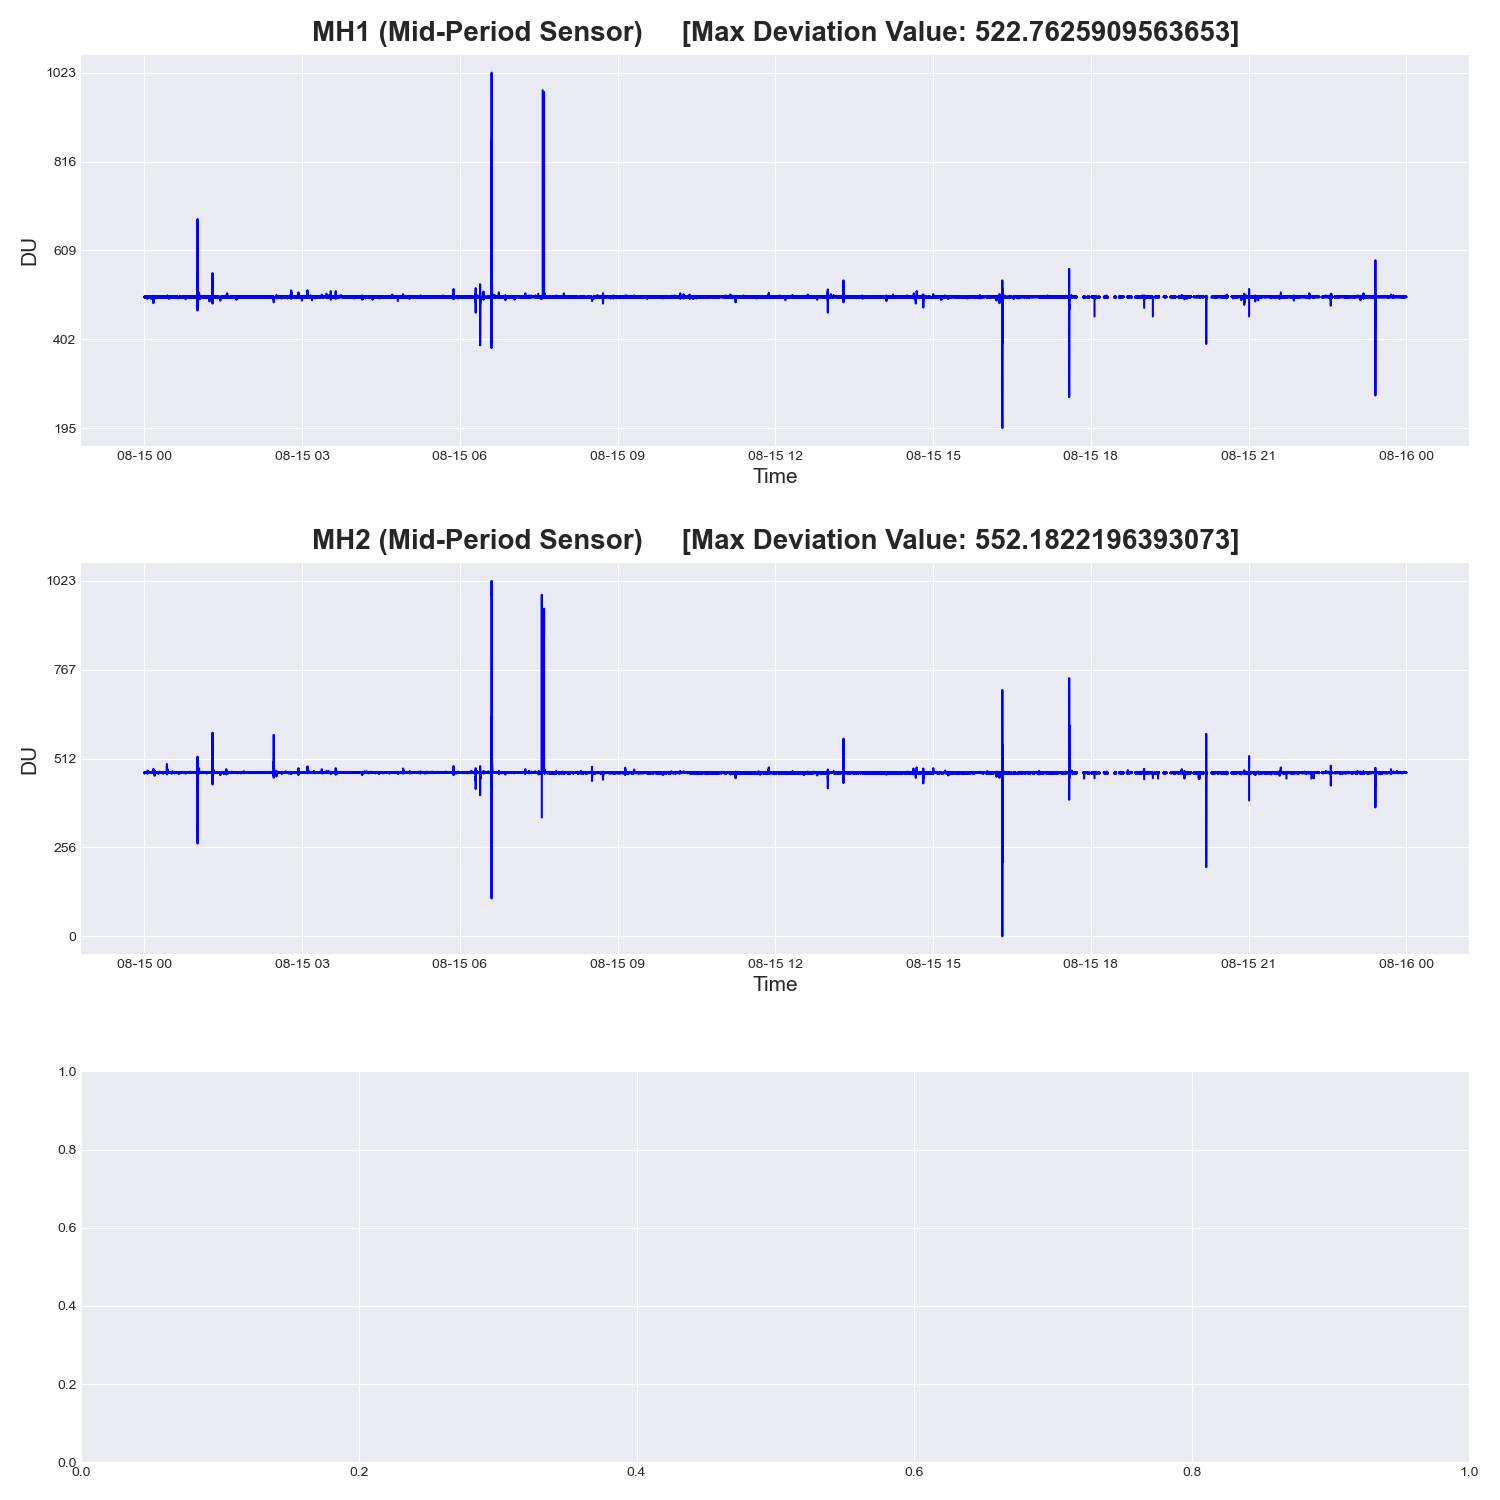 MH1 (Mid-Period Sensor) [Max Deviation Value: 522.7625909563653]
1023
816
609
402
195
DU
08-15 00 08-15 03 08-15 06 08-15 09 08-15 12 08-15 15 08-15 18 08-15 21 08-16 00
Time
MH2 (Mid-Period Sensor) [Max Deviation Value: 552.1822196393073]
1023
767
512
256
0
DU
08-15 00 08-15 03 08-15 06 08-15 09 08-15 12 08-15 15 08-15 18 08-15 21 08-16 00
Time
1.0
0.8
0.6
0.4
0.2
0.0
0.0 0.2 0.4 0.6 0.8 1.0